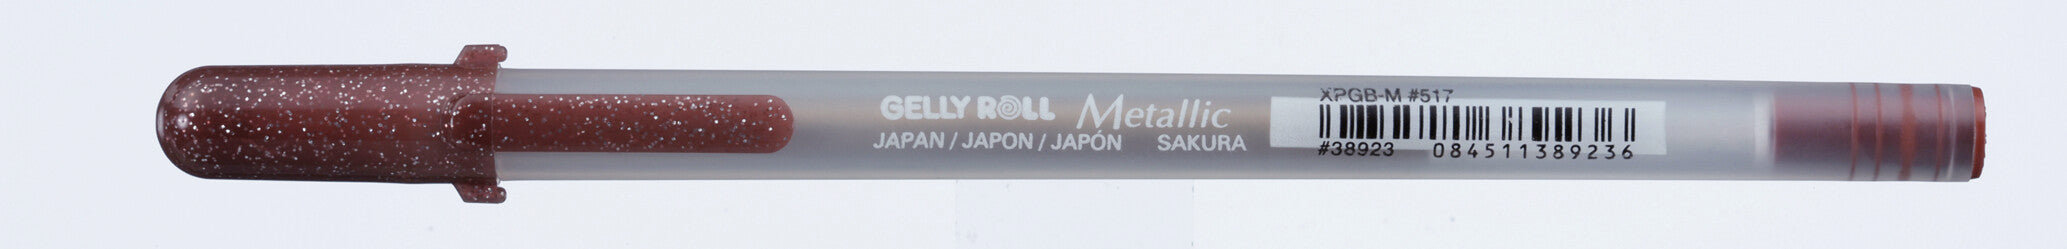 GELLY ROLL Metallic
JAPAN / JAPON / JAPÓN SAKURA
XPGB-M #517
#38923 084511389236